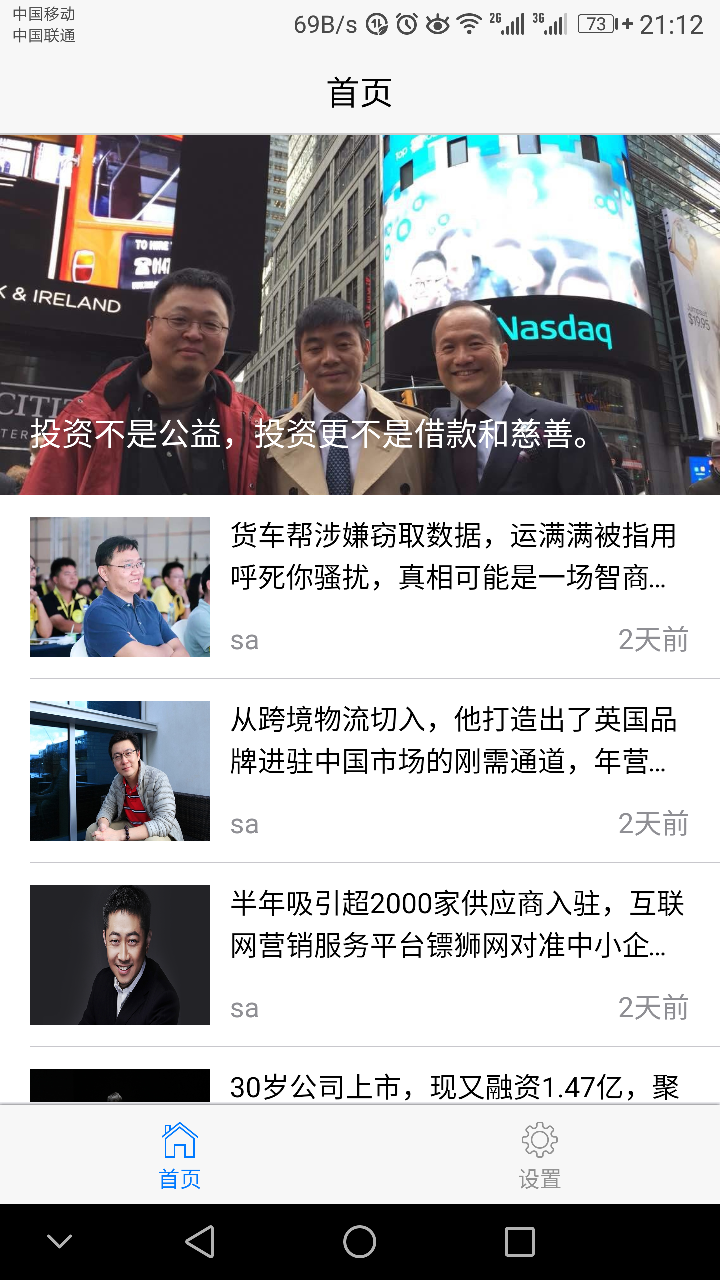 中国移动
中国联通
69B/s
2G
3G
73
21:12
首页
TO HIRE
K & IRELAND
Nasdaq
$19.95
CITI
投资不是公益，投资更不是借款和慈善。
货车帮涉嫌窃取数据，运满满被指用
呼死你骚扰，真相可能是一场智商...
sa
2天前
从跨境物流切入，他打造出了英国品
牌进驻中国市场的刚需通道，年营...
sa
2天前
半年吸引超2000家供应商入驻，互联
网营销服务平台镖狮网对准中小企...
sa
2天前
30岁公司上市，现又融资1.47亿，聚
首页
设置